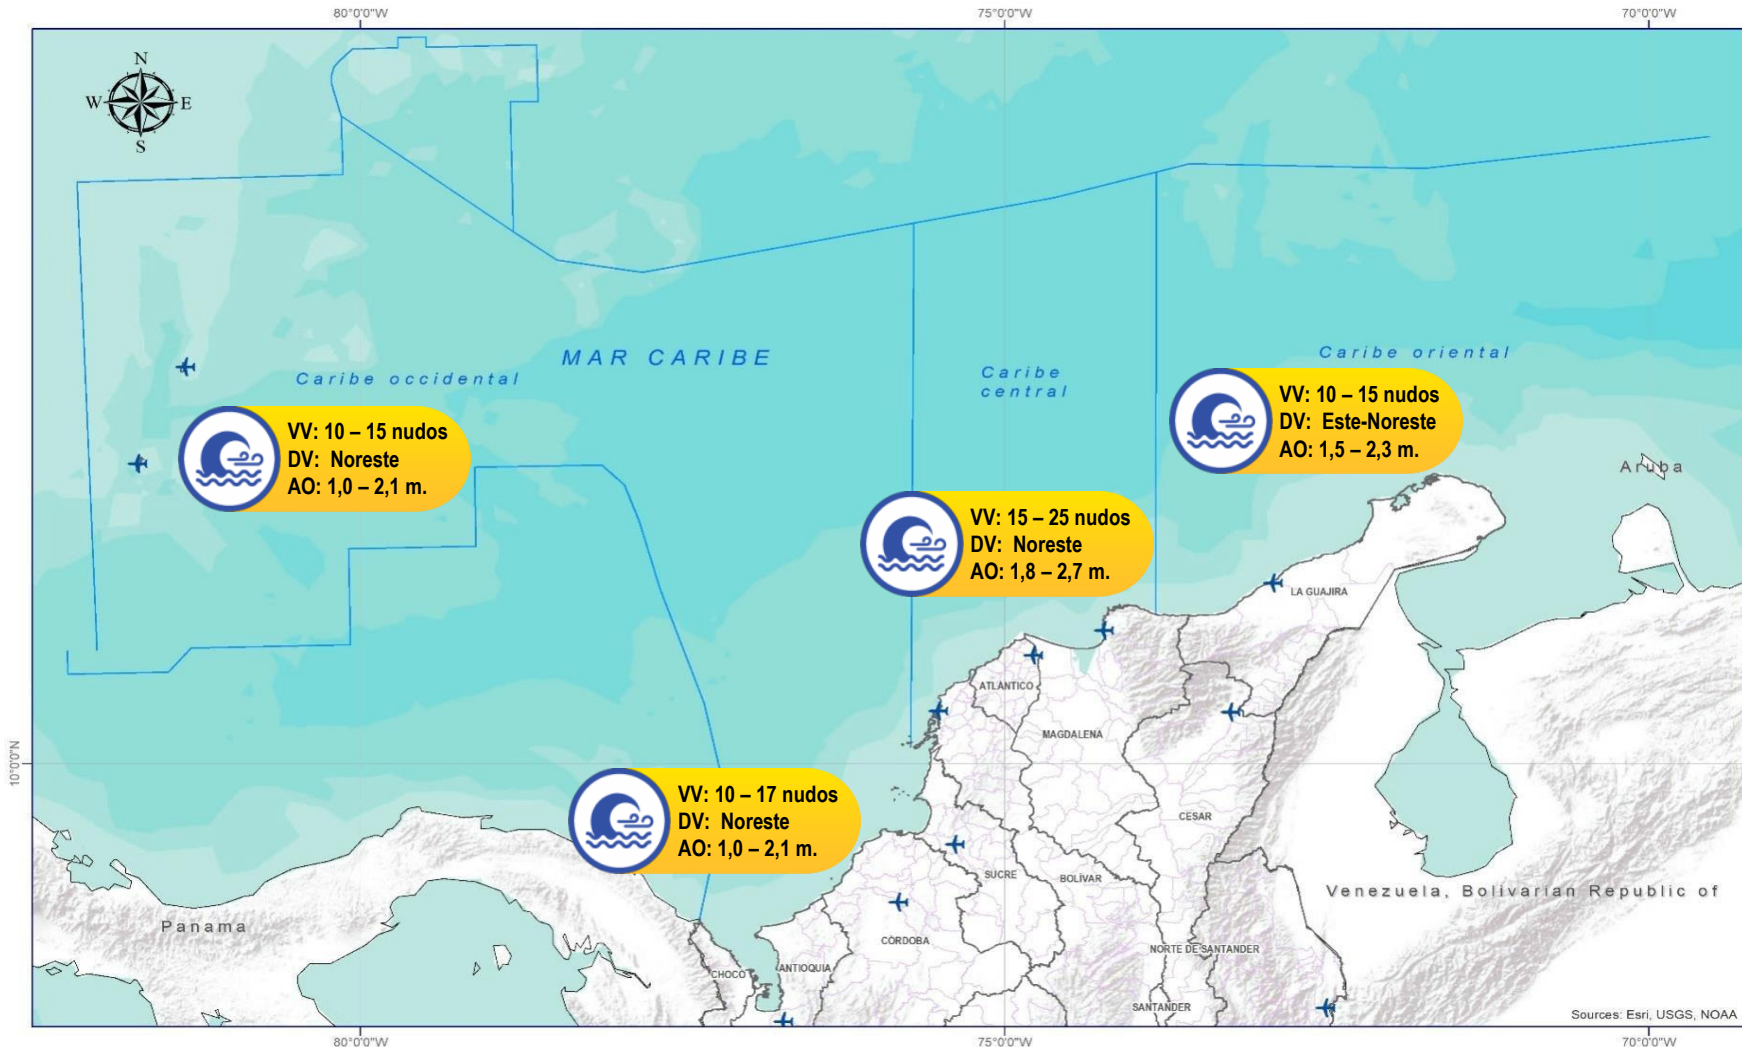 80°0'0"W
75°0'0"W
70°0'0"W
N
W
E
S
MAR CARIBE
Caribe occidental
Caribe
central
Caribe oriental
VV: 10 – 15 nudos
DV: Este-Noreste
AO: 1,5 – 2,3 m.
VV: 10 – 15 nudos
DV: Noreste
AO: 1,0 – 2,1 m.
Aruba
VV: 15 – 25 nudos
DV: Noreste
AO: 1,8 – 2,7 m.
LA GUAJIRA
ATLÁNTICO
MAGDALENA
10°0'0"N
VV: 10 – 17 nudos
DV: Noreste
AO: 1,0 – 2,1 m.
CESAR
SUCRE
BOLÍVAR
Venezuela, Bolivarian Republic of
Panama
CÓRDOBA
NORTE DE SANTANDER
CHOCO
ANTIOQUIA
SANTANDER
Sources: Esri, USGS, NOAA
80°0'0"W
75°0'0"W
70°0'0"W